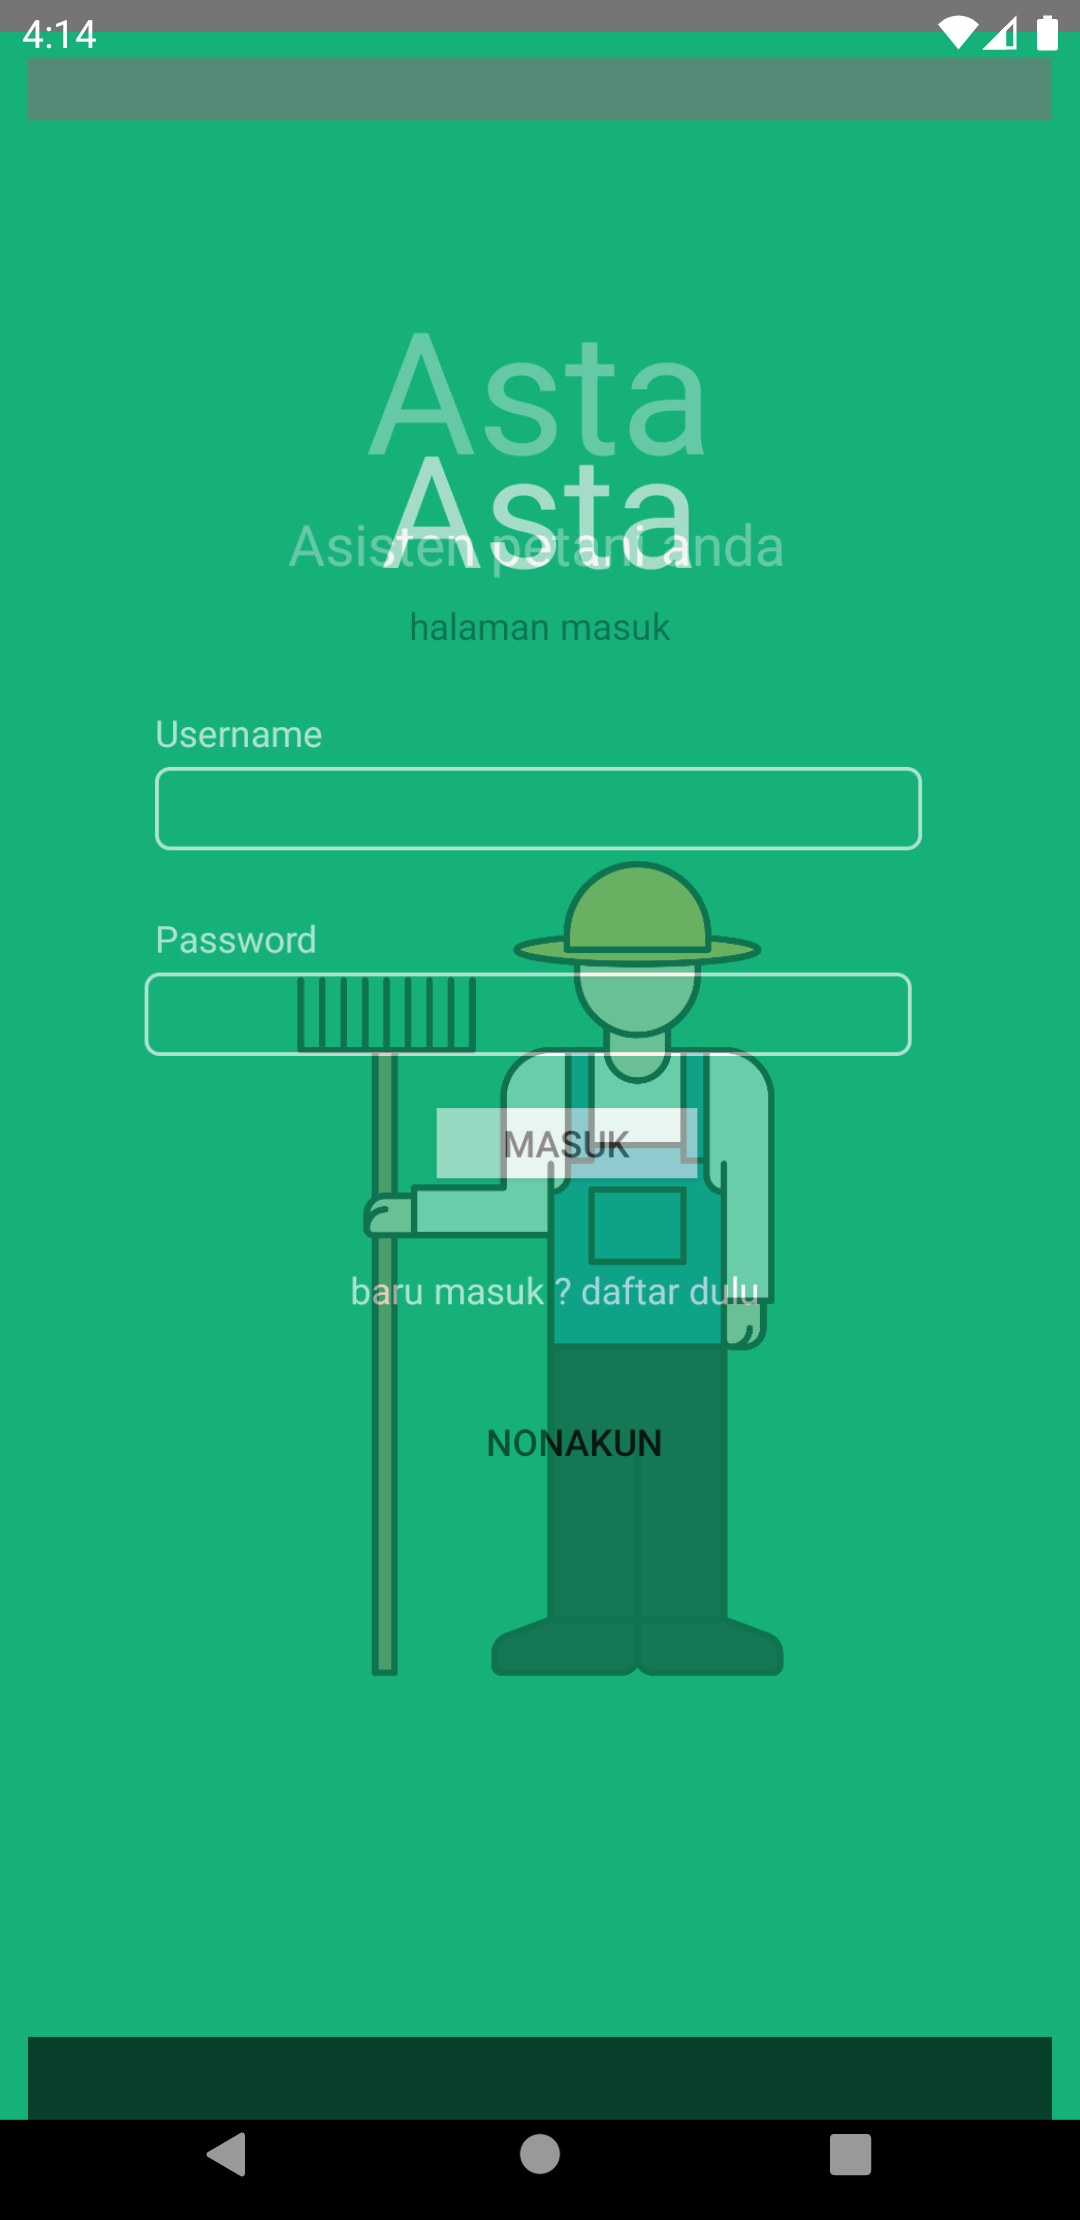 4:14
Asta
Asta
Asisten petani anda
halaman masuk
Username
Password
MASUK
baru masuk ? daftar dulu
NONAKUN